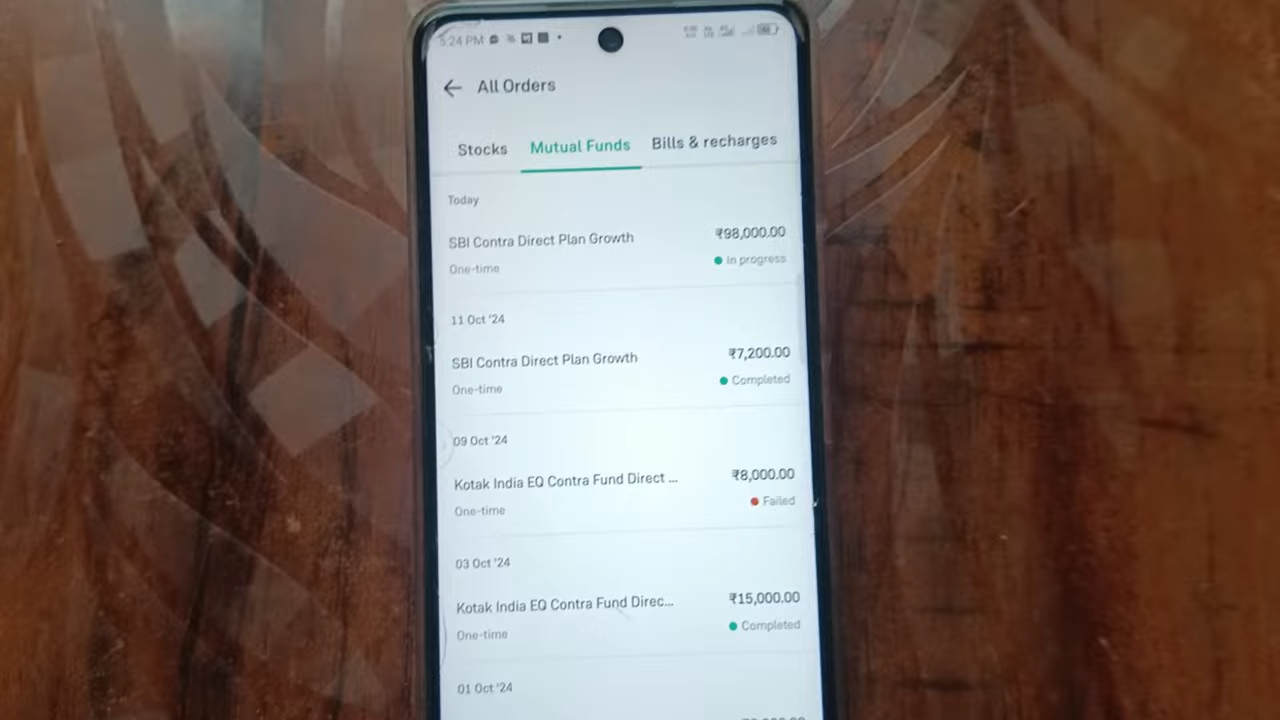 5:24 PM
All Orders
Stocks Mutual Funds Bills & recharges
Today
SBI Contra Direct Plan Growth ₹98,000.00
One-time In progress
11 Oct '24
SBI Contra Direct Plan Growth ₹7,200.00
One-time Completed
09 Oct '24
Kotak India EQ Contra Fund Direct ... ₹8,000.00
One-time Failed
03 Oct '24
Kotak India EQ Contra Fund Direc... ₹15,000.00
One-time Completed
01 Oct '24